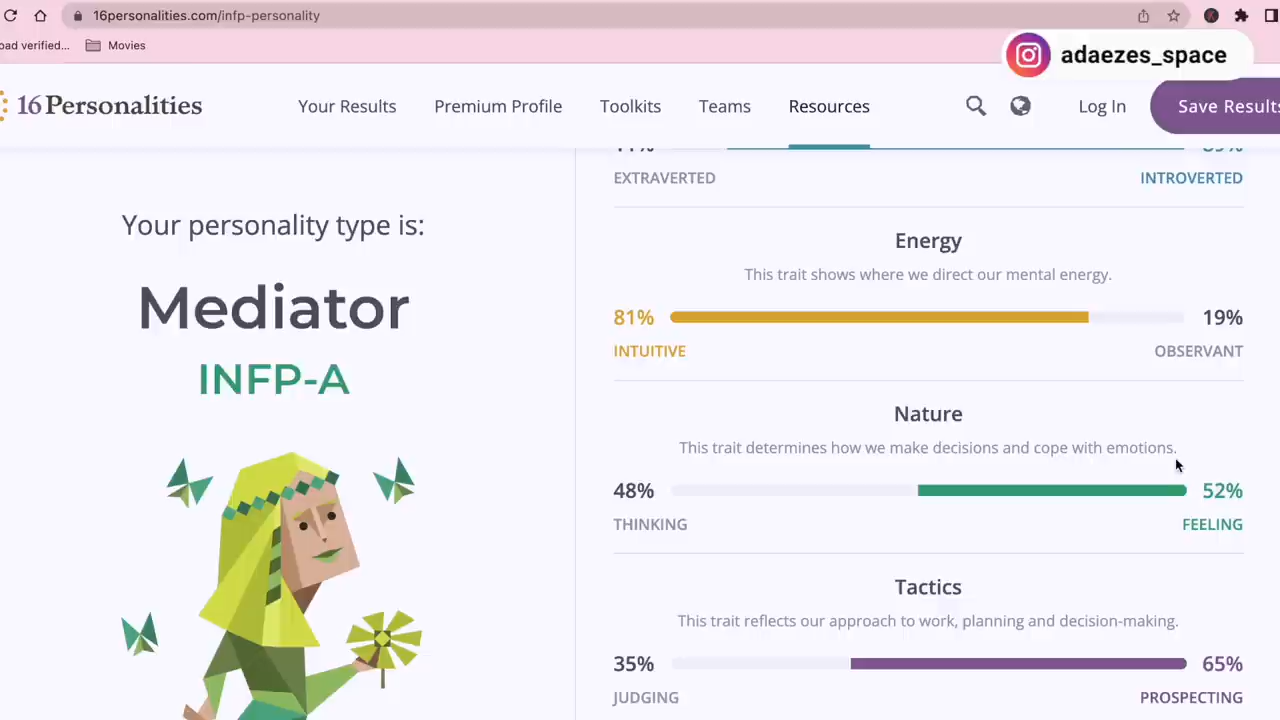 16personalities.com/infp-personality
oad verified...
Movies
adaezes_space
16Personalities
Your Results
Premium Profile
Toolkits
Teams
Resources
Log In
Save Results
EXTRAVERTED
INTROVERTED
Your personality type is:
Mediator
INFP-A
Energy
This trait shows where we direct our mental energy.
81%
19%
INTUITIVE
OBSERVANT
Nature
This trait determines how we make decisions and cope with emotions.
48%
52%
THINKING
FEELING
Tactics
This trait reflects our approach to work, planning and decision-making.
35%
65%
JUDGING
PROSPECTING